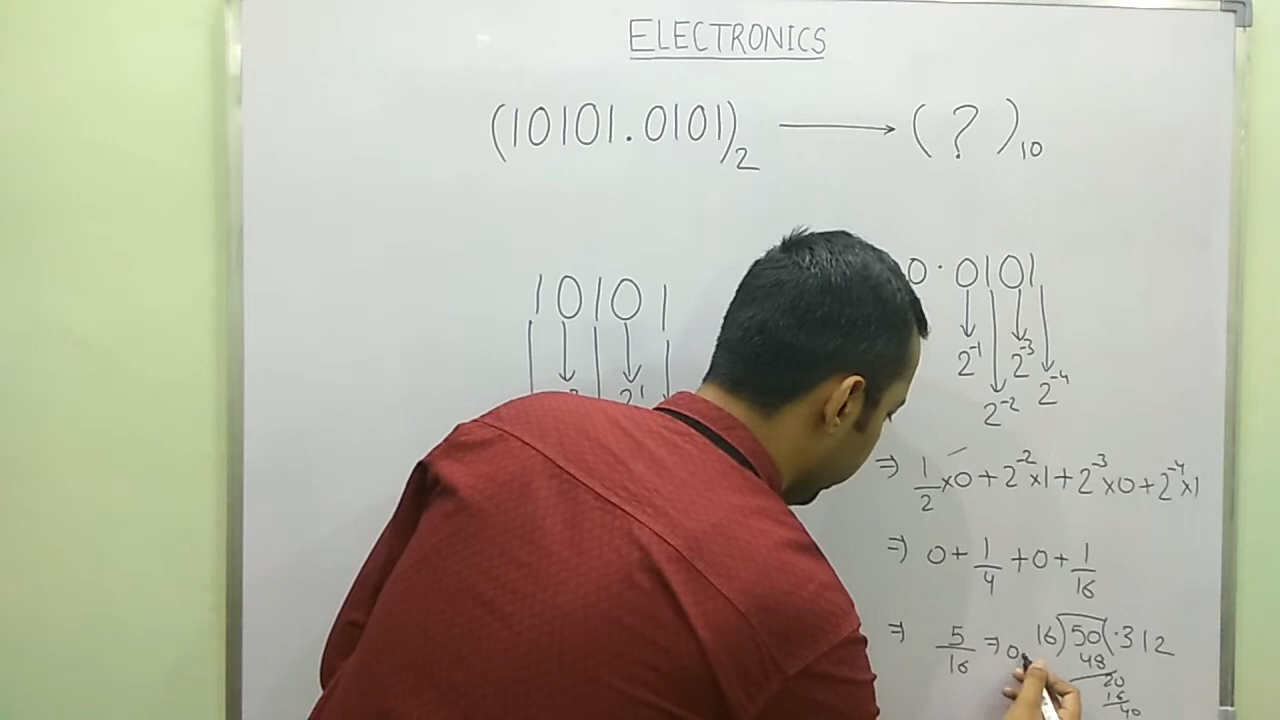 ELECTRONICS
(10101.0101)₂ → ( ? )₁₀
10101
2¹
0.0101
2⁻¹ 2⁻³
2⁻² 2⁻⁴
⇒ 1/2 ×0 + 2⁻² ×1 + 2⁻³ ×0 + 2⁻⁴ ×1
⇒ 0 + 1/4 + 0 + 1/16
⇒ 5/16 ⇒ 0. 16)50(.312
48
20
16
40